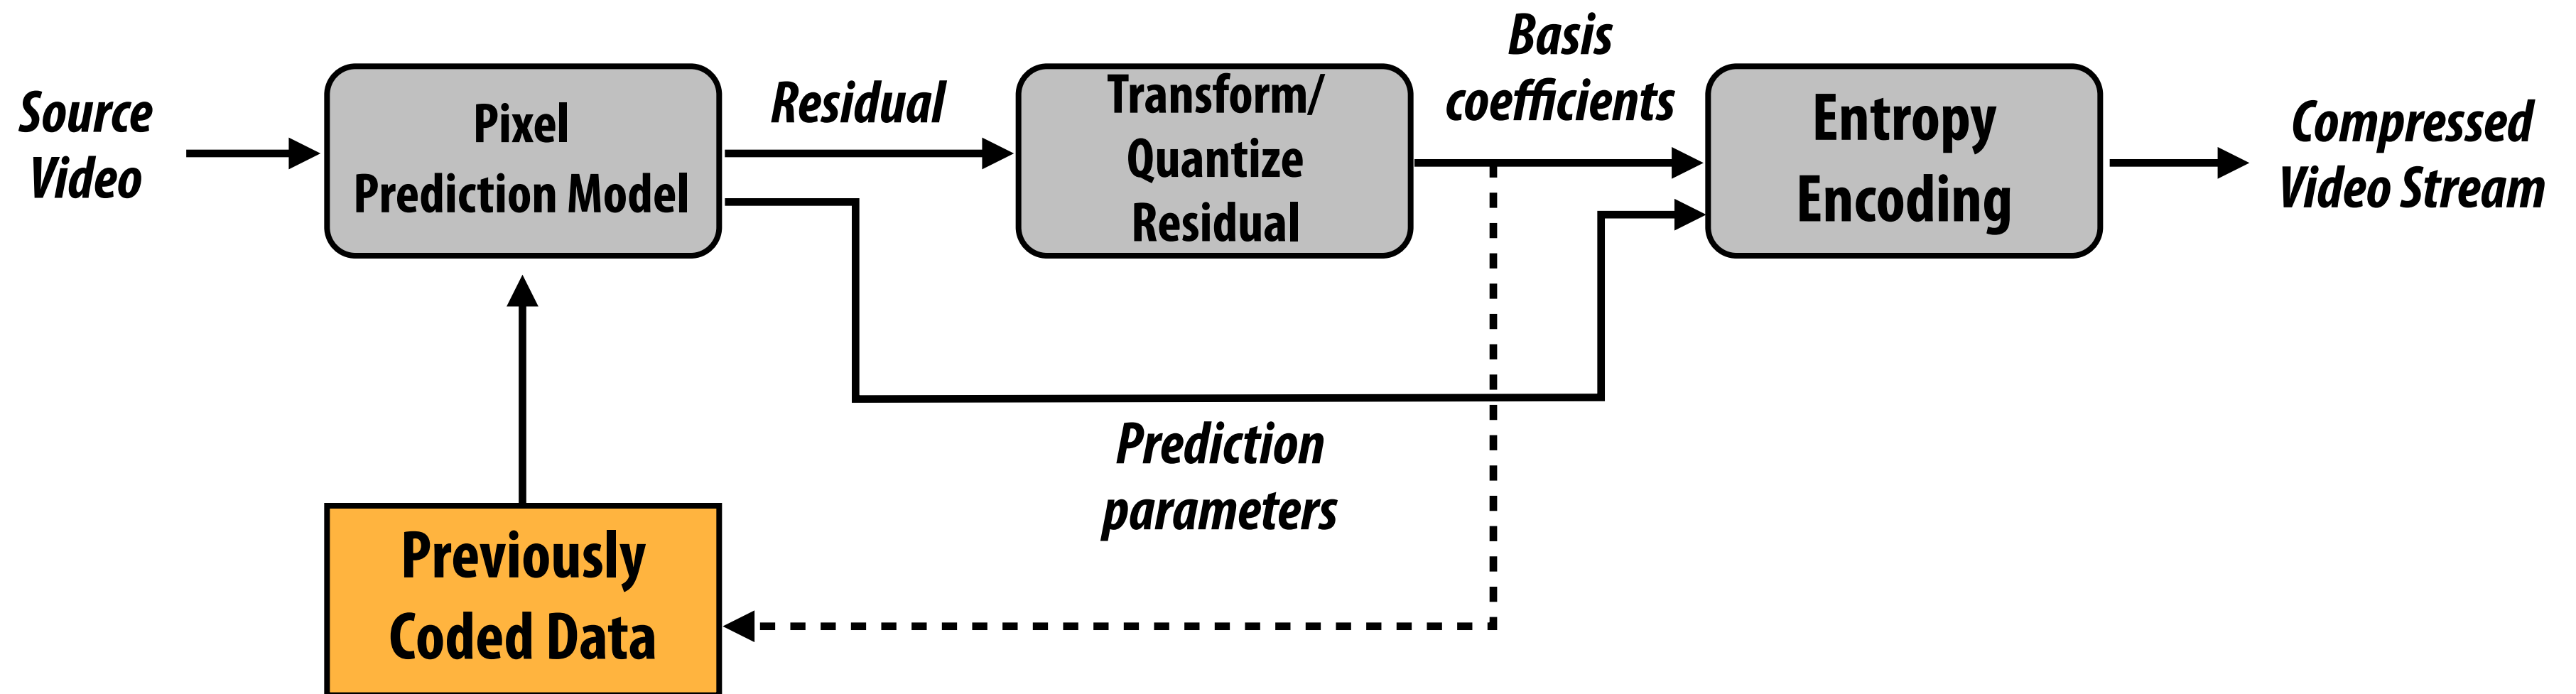 Source
Video
Pixel
Prediction Model
Residual
Transform/
Quantize
Residual
Basis
coefficients
Entropy
Encoding
Compressed
Video Stream
Prediction
parameters
Previously
Coded Data